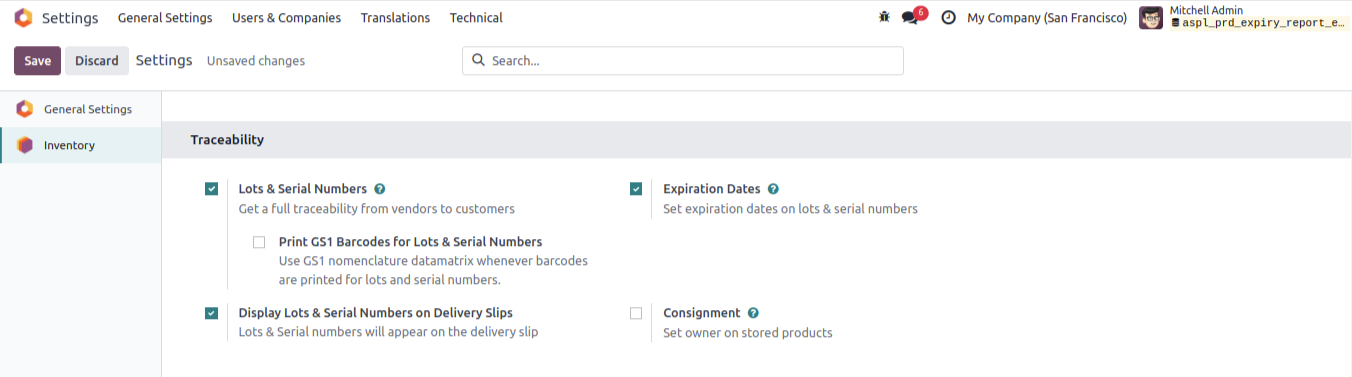 Settings General Settings Users & Companies Translations Technical 6 My Company (San Francisco) Mitchell Admin
aspl_prd_expiry_report_e...
Save Discard Settings Unsaved changes Search...
General Settings
Inventory
Traceability
Lots & Serial Numbers ?
Get a full traceability from vendors to customers
Expiration Dates ?
Set expiration dates on lots & serial numbers
Print GS1 Barcodes for Lots & Serial Numbers
Use GS1 nomenclature datamatrix whenever barcodes
are printed for lots and serial numbers.
Display Lots & Serial Numbers on Delivery Slips
Lots & Serial numbers will appear on the delivery slip
Consignment ?
Set owner on stored products